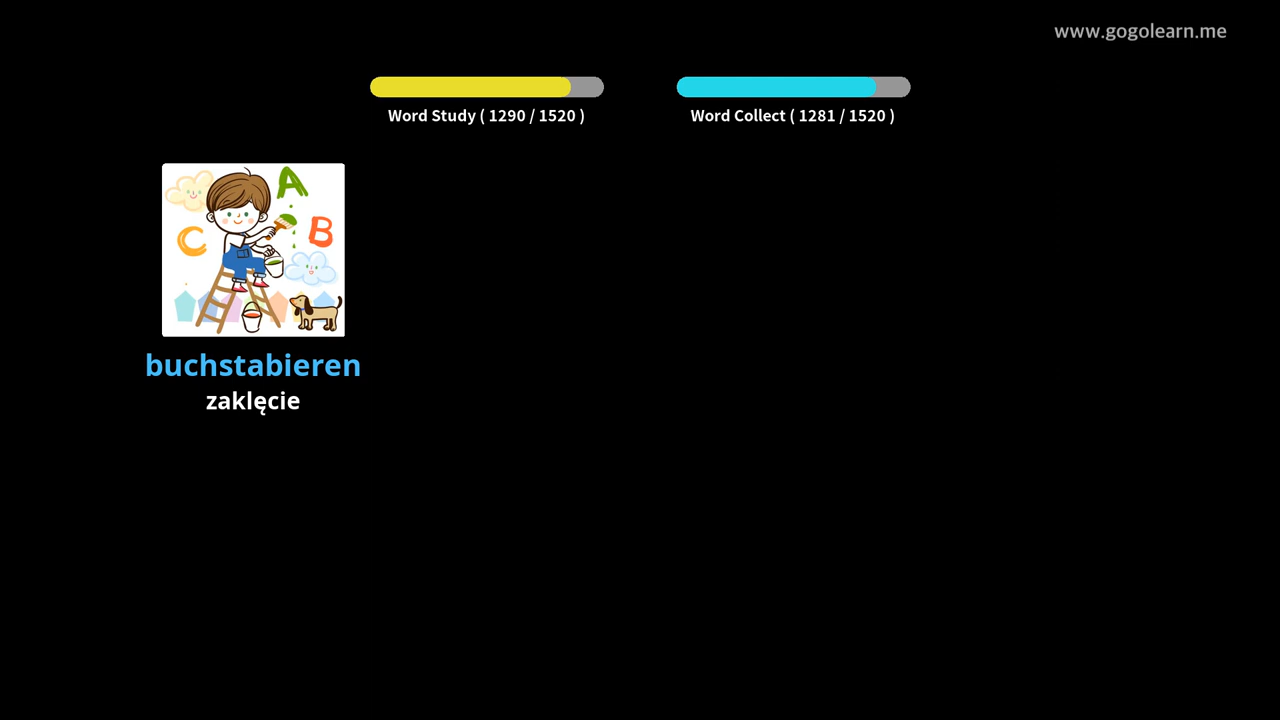 www.gogolearn.me
Word Study ( 1290 / 1520 )
Word Collect ( 1281 / 1520 )
A
B
C
buchstabieren
zaklęcie